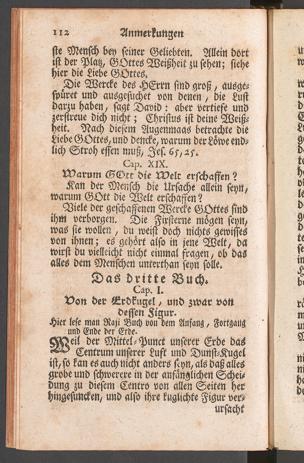 112 Anmerkungen
ste Mensch bey seiner Geliebten. Allein dort
ist der Platz, GOttes Weißheit zu sehen; siehe
hier die Liebe GOttes.
Die Wercke des HErrn sind groß, ausge-
spüret und ausgesuchet von denen, die Lust
darzu haben, sagt David: aber vertiefe und
zerstreue dich nicht; Christus ist deine Weiß-
heit. Nach diesem Augenmaas betrachte die
Liebe GOttes, und dencke, warum der Löwe end-
lich Stroh essen muß, Jes. 65, 25.
Cap. XIX.
Warum GOtt die Welt erschaffen?
Kan der Mensch die Ursache allein seyn,
warum GOtt die Welt erschaffen?
Viele der geschaffenen Wercke GOttes sind
ihm verborgen. Die Fixsterne mögen seyn,
was sie wollen, du weist doch nichts gewisses
von ihnen; es gehört also in jene Welt, da
wirst du vielleicht nicht einmal fragen, ob das
alles dem Menschen unterthan seyn solle.
Das dritte Buch.
Cap. I.
Von der Erdkugel, und zwar von
dessen Figur.
Hier lese man Raji Buch von dem Anfang, Fortgang
und Ende der Erde.
Weil der Mittel-Punct unserer Erde das
Centrum unserer Luft und Dunst-Kugel
ist, so kan es auch nicht anders seyn, als daß alles
grobe und schwerere in der anfänglichen Schei-
dung zu diesem Centro von allen Seiten her
hingesuncken, und also ihre kugelichte Figur ver-
ursacht